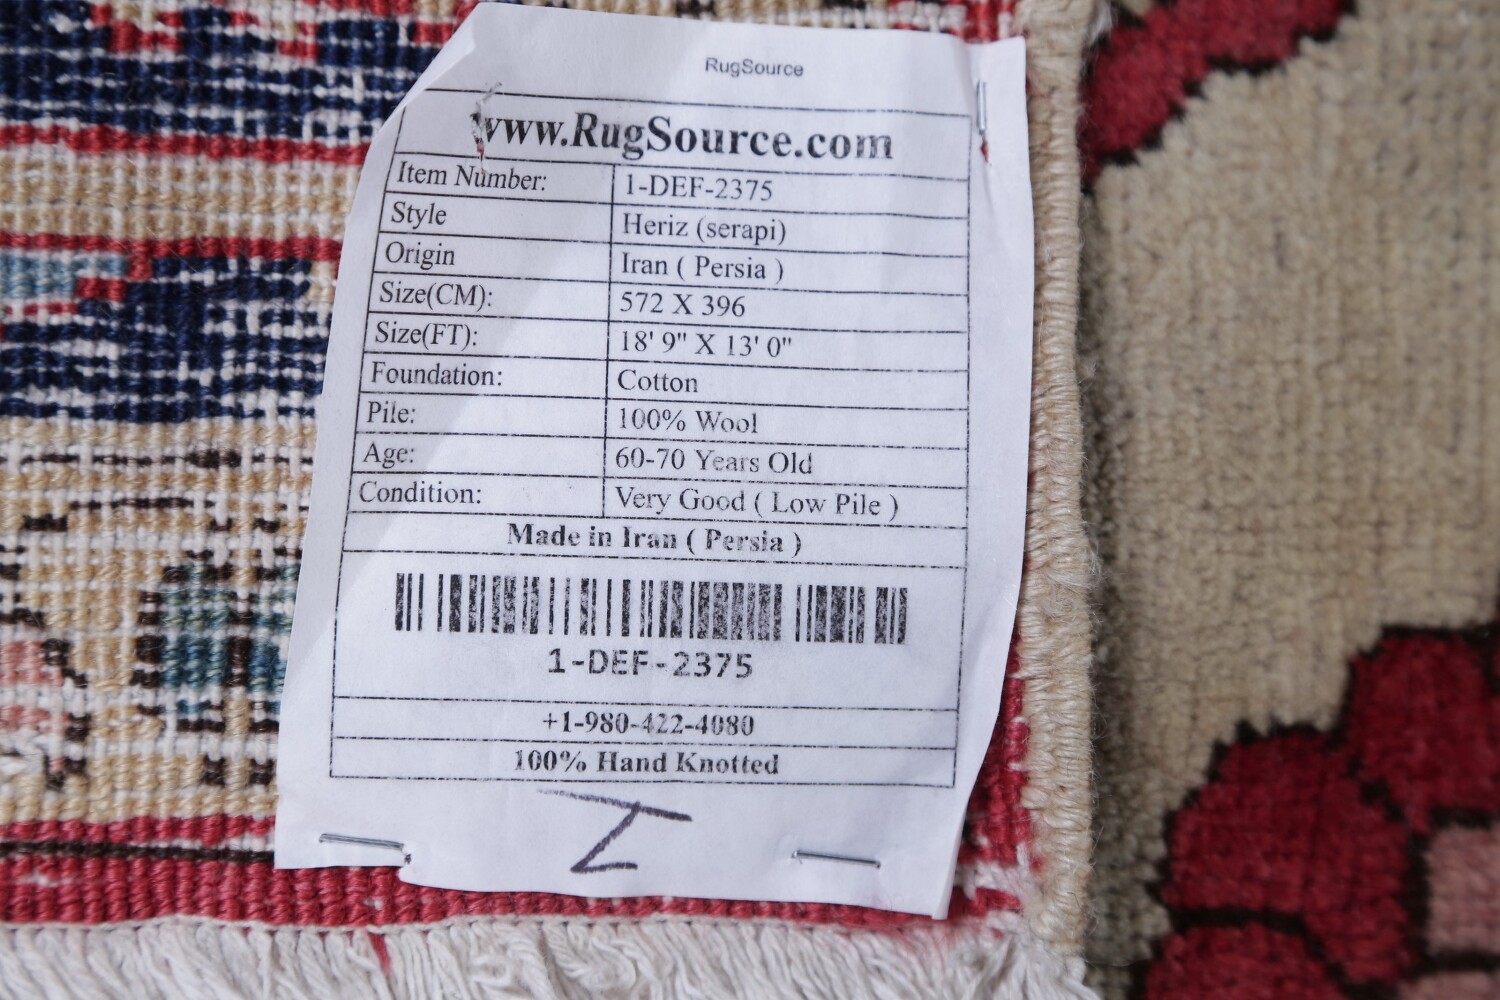 RugSource
www.RugSource.com
Item Number: 1-DEF-2375
Style Heriz (serapi)
Origin Iran ( Persia )
Size(CM): 572 X 396
Size(FT): 18' 9" X 13' 0"
Foundation: Cotton
Pile: 100% Wool
Age: 60-70 Years Old
Condition: Very Good ( Low Pile )
Made in Iran ( Persia )
1-DEF-2375
+1-980-422-4080
100% Hand Knotted